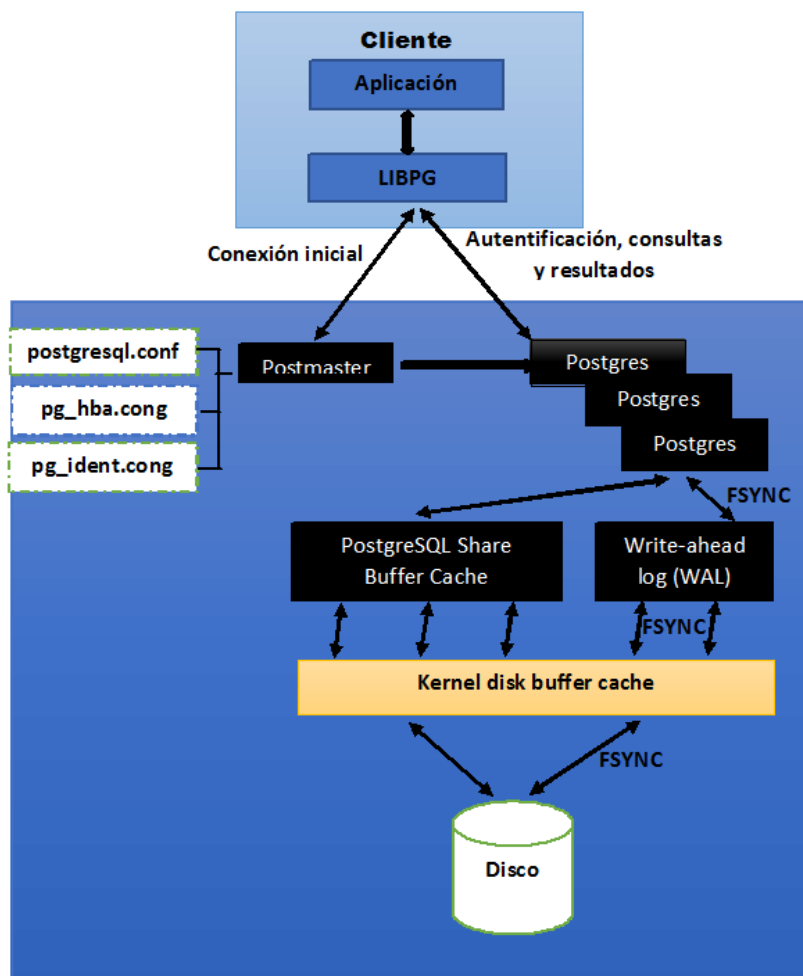 Cliente
Aplicación
LIBPG
Conexión inicial
Autentificación, consultas
y resultados
postgresql.conf
pg_hba.cong
pg_ident.cong
Postmaster
Postgres
Postgres
Postgres
FSYNC
PostgreSQL Share
Buffer Cache
Write-ahead
log (WAL)
FSYNC
Kernel disk buffer cache
FSYNC
Disco